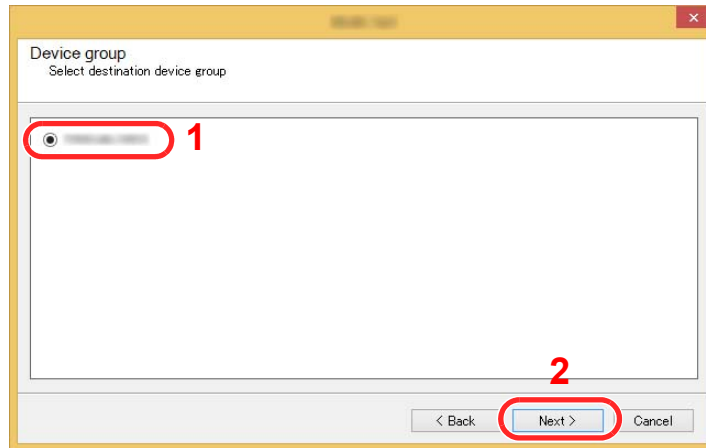 Device group
Select destination device group
1
2
< Back
Next >
Cancel